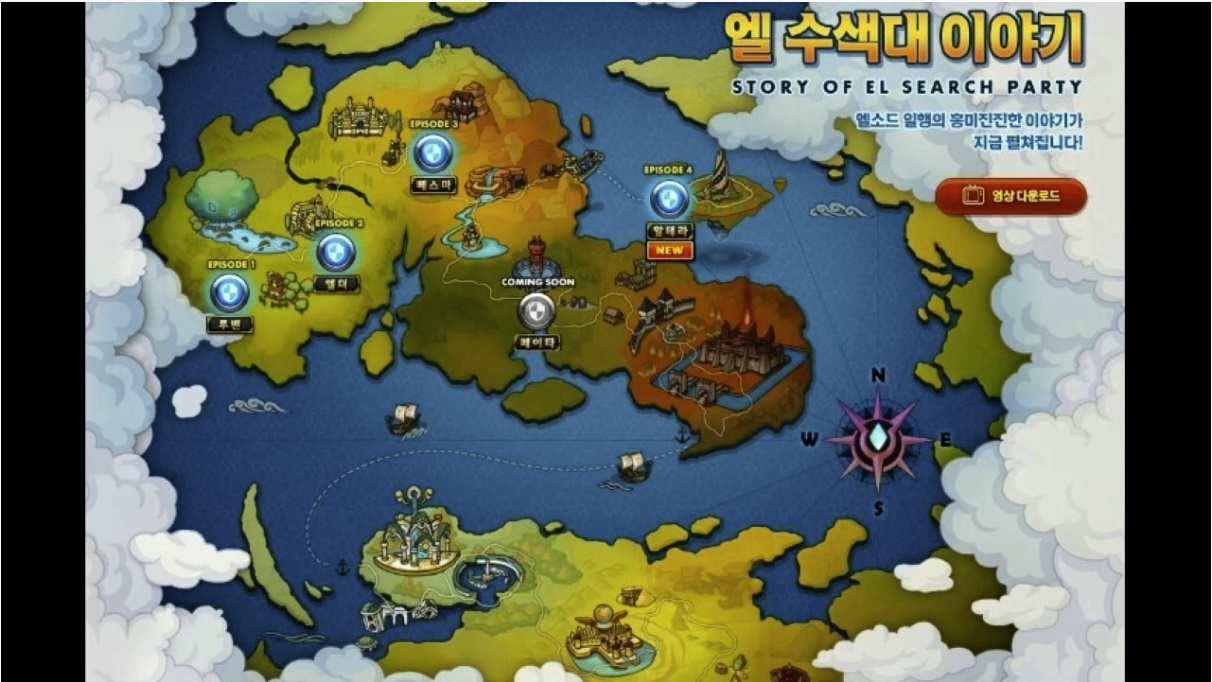 엘 수색대 이야기
STORY OF EL SEARCH PARTY
엘소드 일행의 흥미진진한 이야기가
지금 펼쳐집니다!
영상 다운로드
EPISODE 3
베스마
EPISODE 4
알테라
NEW
EPISODE 2
엘더
EPISODE 1
루벤
COMING SOON
페이타
N
W
E
S